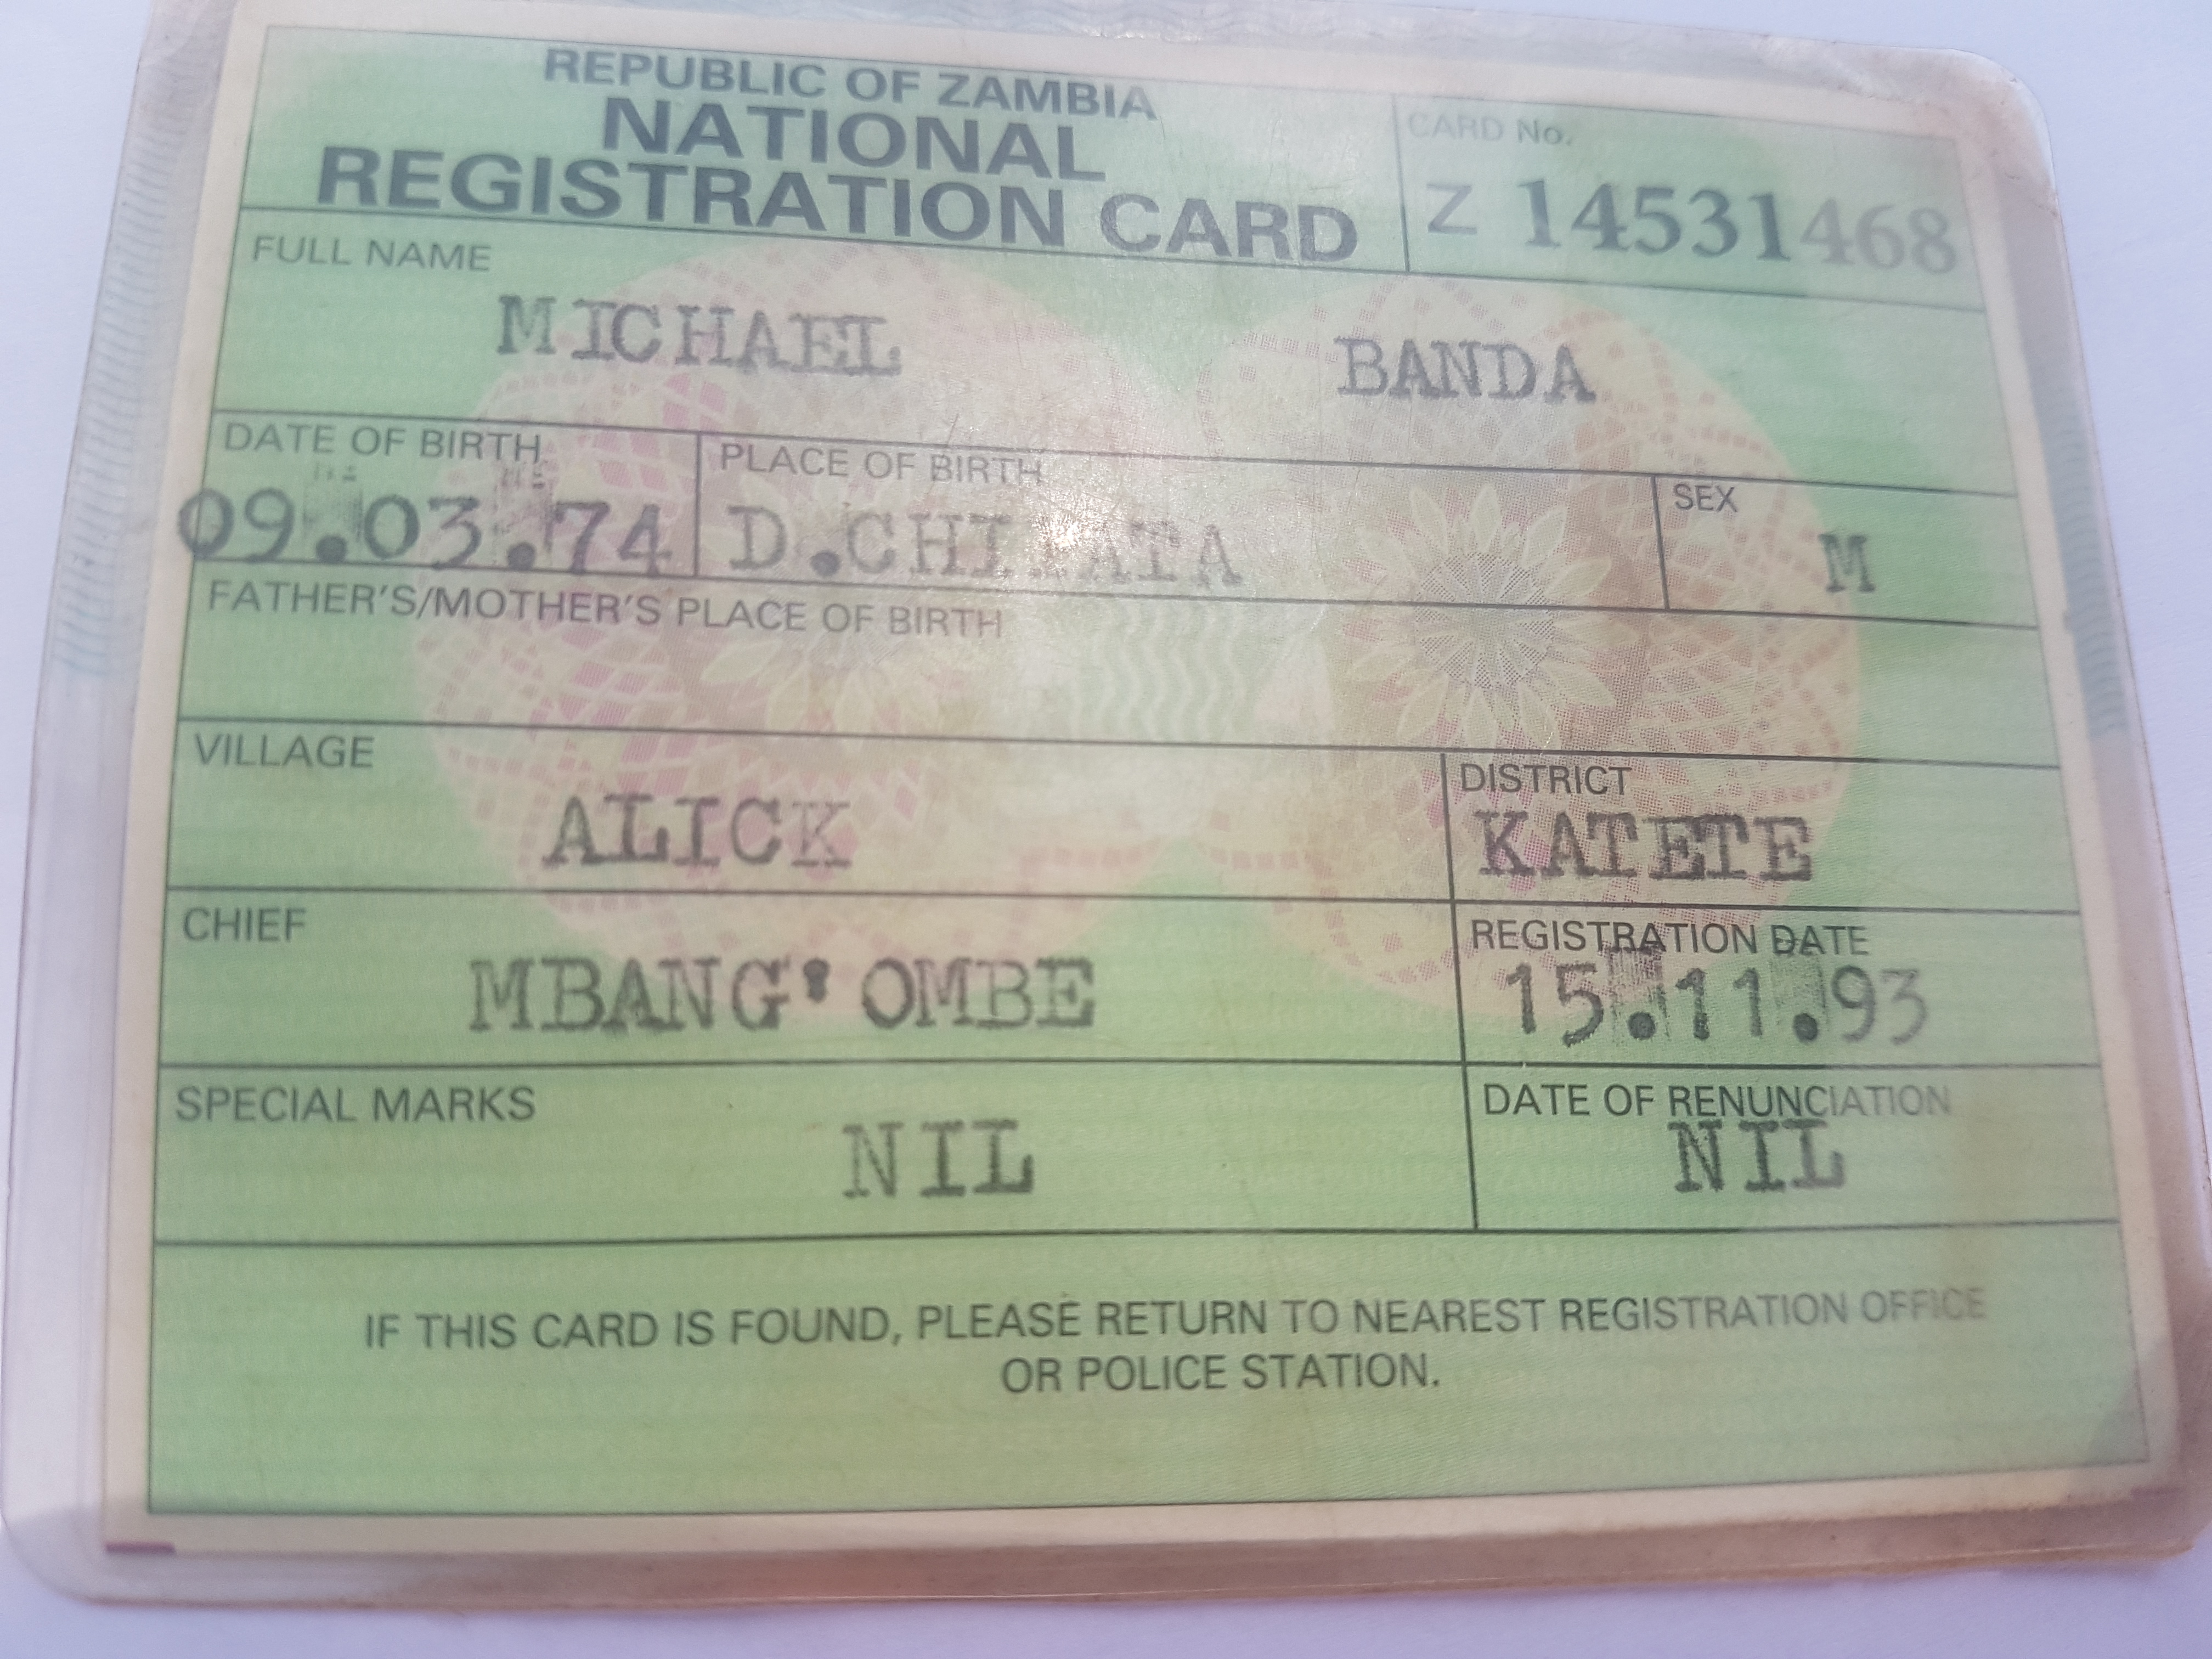 REPUBLIC OF ZAMBIA
NATIONAL
REGISTRATION CARD
CARD No.
Z 14531468
FULL NAME
MICHAEL BANDA
DATE OF BIRTH
09.03.74
PLACE OF BIRTH
D.CHIPATA
SEX
M
FATHER'S/MOTHER'S PLACE OF BIRTH
VILLAGE
ALICK
DISTRICT
KATETE
CHIEF
MBANG'OMBE
REGISTRATION DATE
15.11.93
SPECIAL MARKS
NIL
DATE OF RENUNCIATION
NIL
IF THIS CARD IS FOUND, PLEASE RETURN TO NEAREST REGISTRATION OFFICE
OR POLICE STATION.